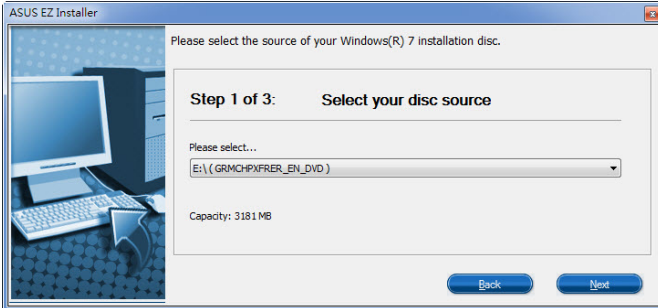 ASUS EZ Installer
Please select the source of your Windows(R) 7 installation disc.
Step 1 of 3: Select your disc source
Please select...
E:\ ( GRMCHPXFRER_EN_DVD )
Capacity: 3181 MB
Back Next